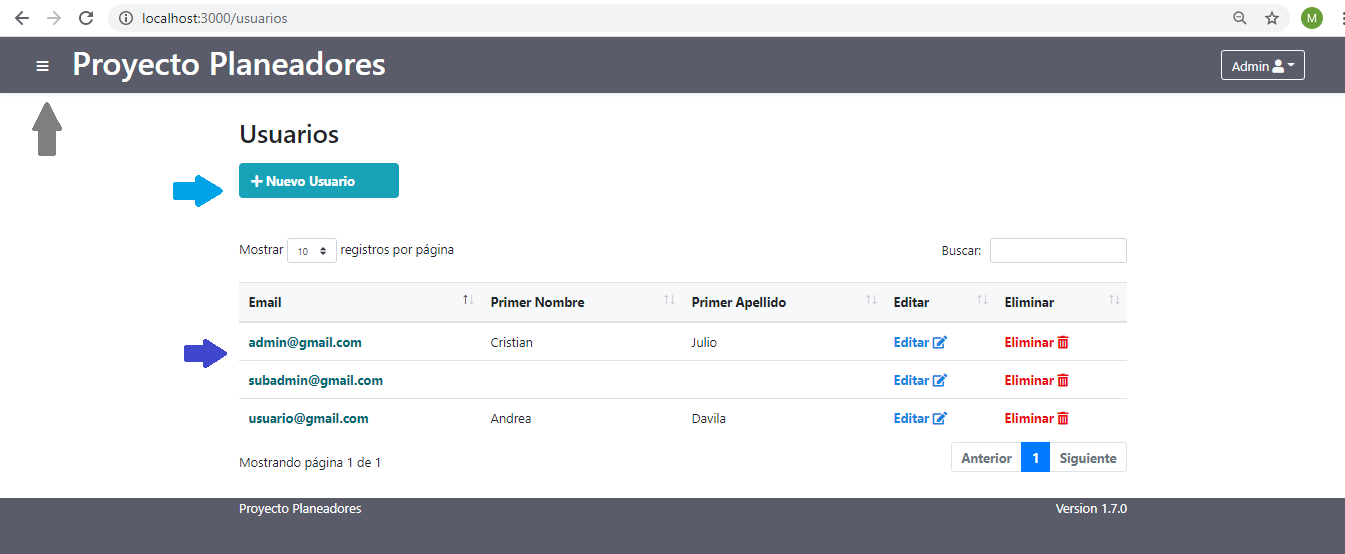 localhost:3000/usuarios
M
Proyecto Planeadores
Admin
Usuarios
+ Nuevo Usuario
Mostrar 10 registros por página
Buscar:
Email Primer Nombre Primer Apellido Editar Eliminar
admin@gmail.com Cristian Julio Editar Eliminar
subadmin@gmail.com Editar Eliminar
usuario@gmail.com Andrea Davila Editar Eliminar
Mostrando página 1 de 1
Anterior 1 Siguiente
Proyecto Planeadores Version 1.7.0